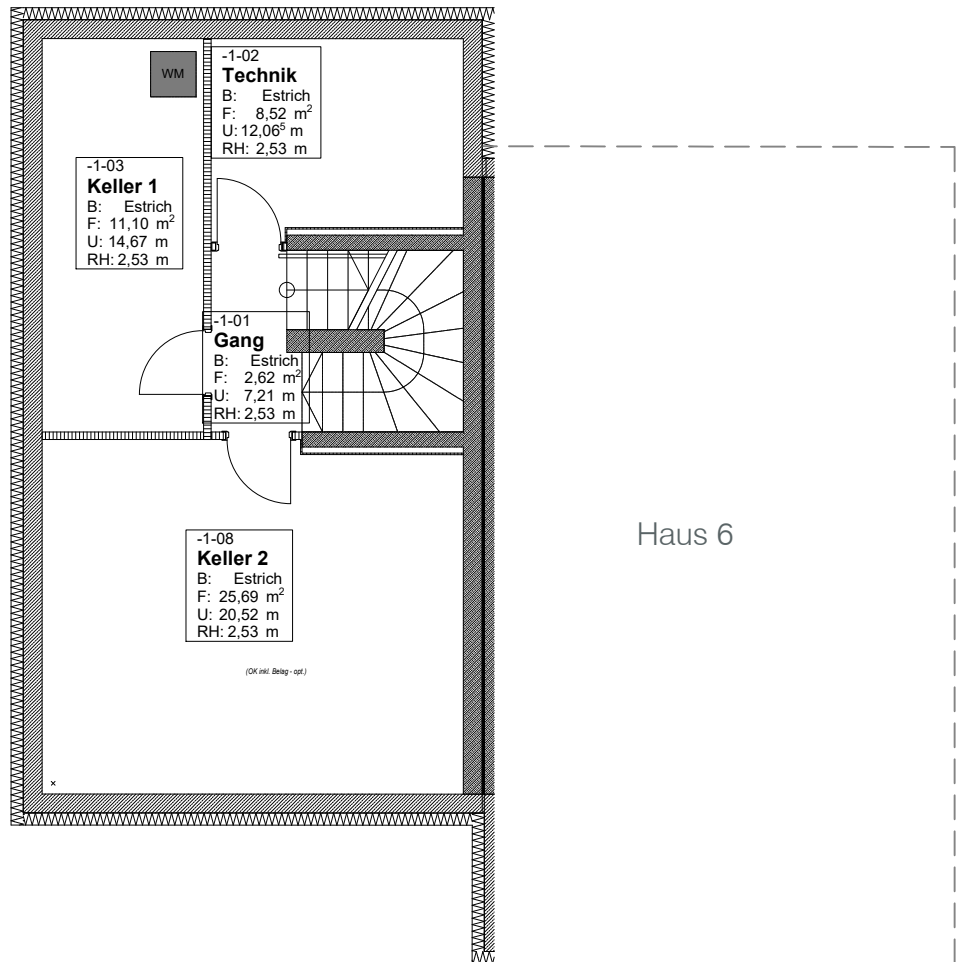 -1-02
Technik
B: Estrich
F: 8,52 m²
U: 12,06⁵ m
RH: 2,53 m
WM
-1-03
Keller 1
B: Estrich
F: 11,10 m²
U: 14,67 m
RH: 2,53 m
-1-01
Gang
B: Estrich
F: 2,62 m²
U: 7,21 m
RH: 2,53 m
Haus 6
-1-08
Keller 2
B: Estrich
F: 25,69 m²
U: 20,52 m
RH: 2,53 m
(OK inkl. Belag - opt.)